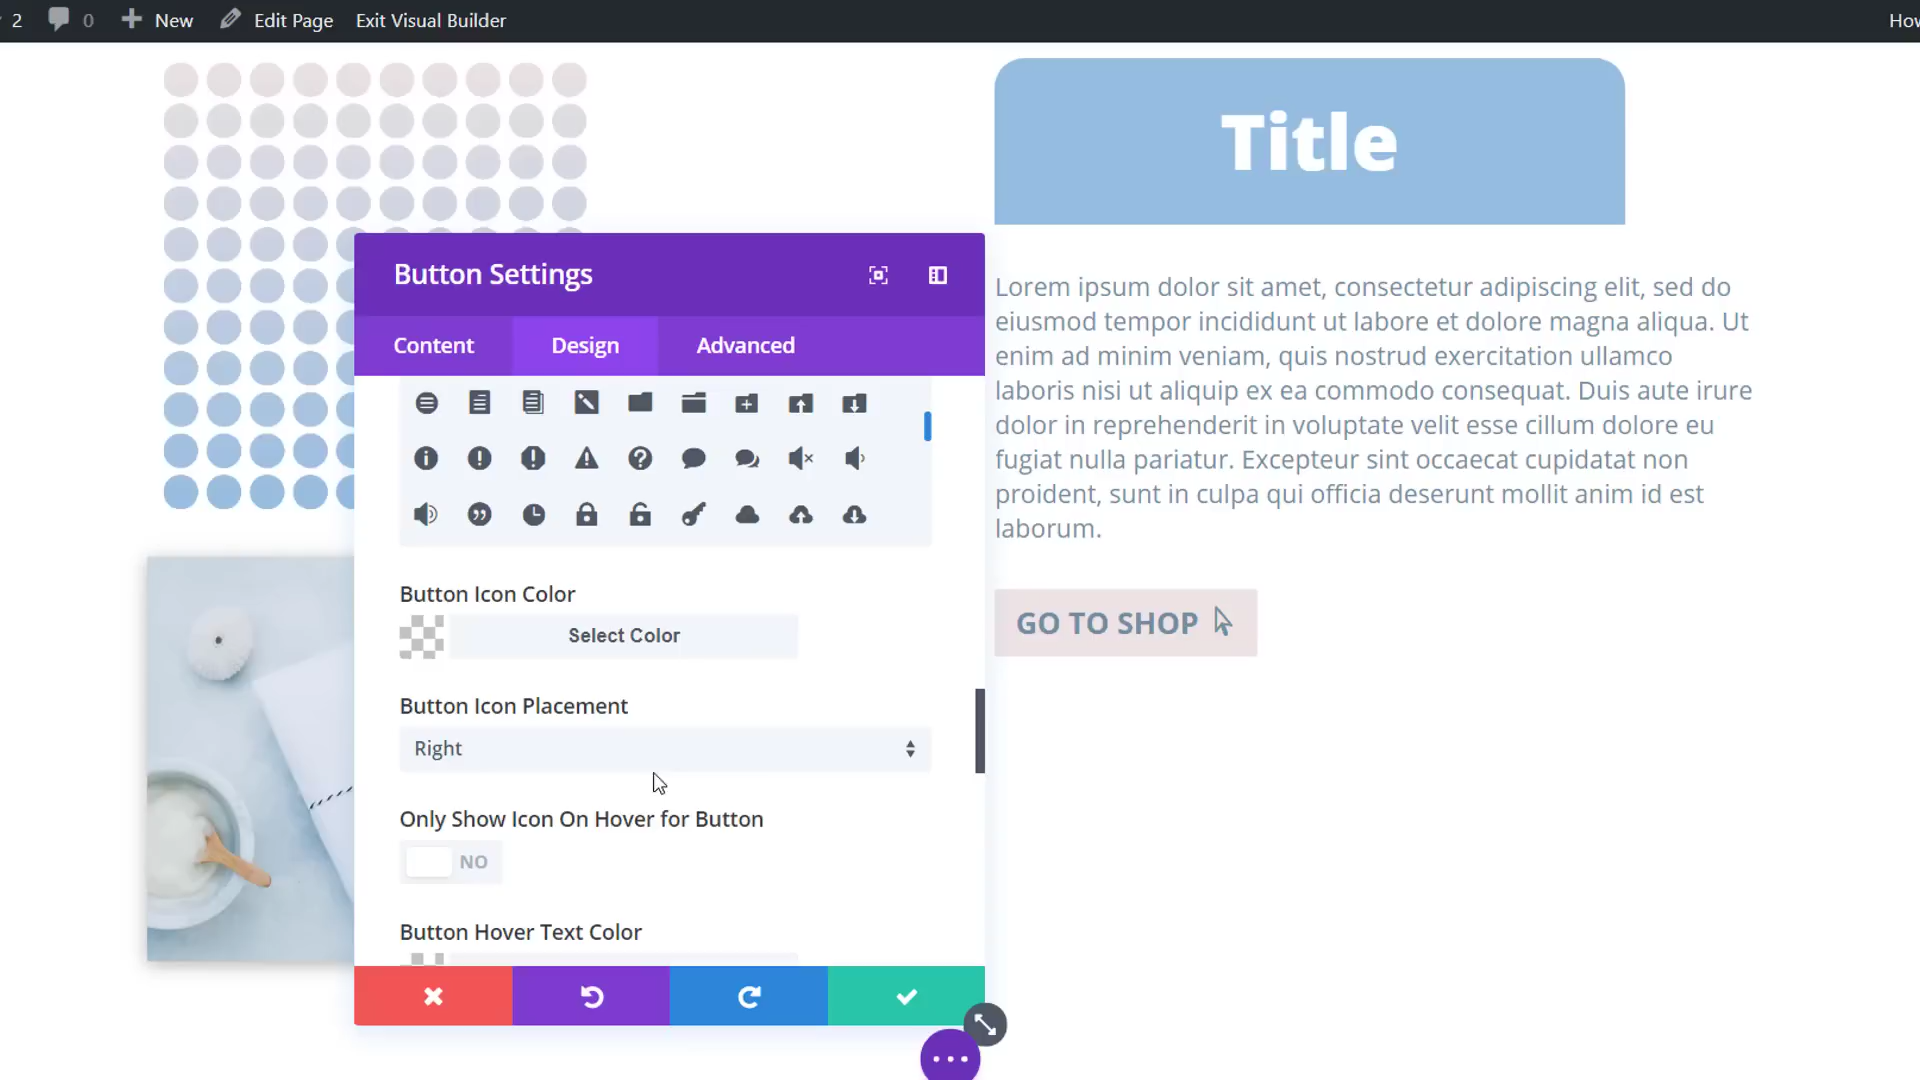 2 0 New Edit Page Exit Visual Builder How
Title
Button Settings
Content Design Advanced
Lorem ipsum dolor sit amet, consectetur adipiscing elit, sed do
eiusmod tempor incididunt ut labore et dolore magna aliqua. Ut
enim ad minim veniam, quis nostrud exercitation ullamco
laboris nisi ut aliquip ex ea commodo consequat. Duis aute irure
dolor in reprehenderit in voluptate velit esse cillum dolore eu
fugiat nulla pariatur. Excepteur sint occaecat cupidatat non
proident, sunt in culpa qui officia deserunt mollit anim id est
laborum.
GO TO SHOP
Button Icon Color
Select Color
Button Icon Placement
Right
Only Show Icon On Hover for Button
NO
Button Hover Text Color